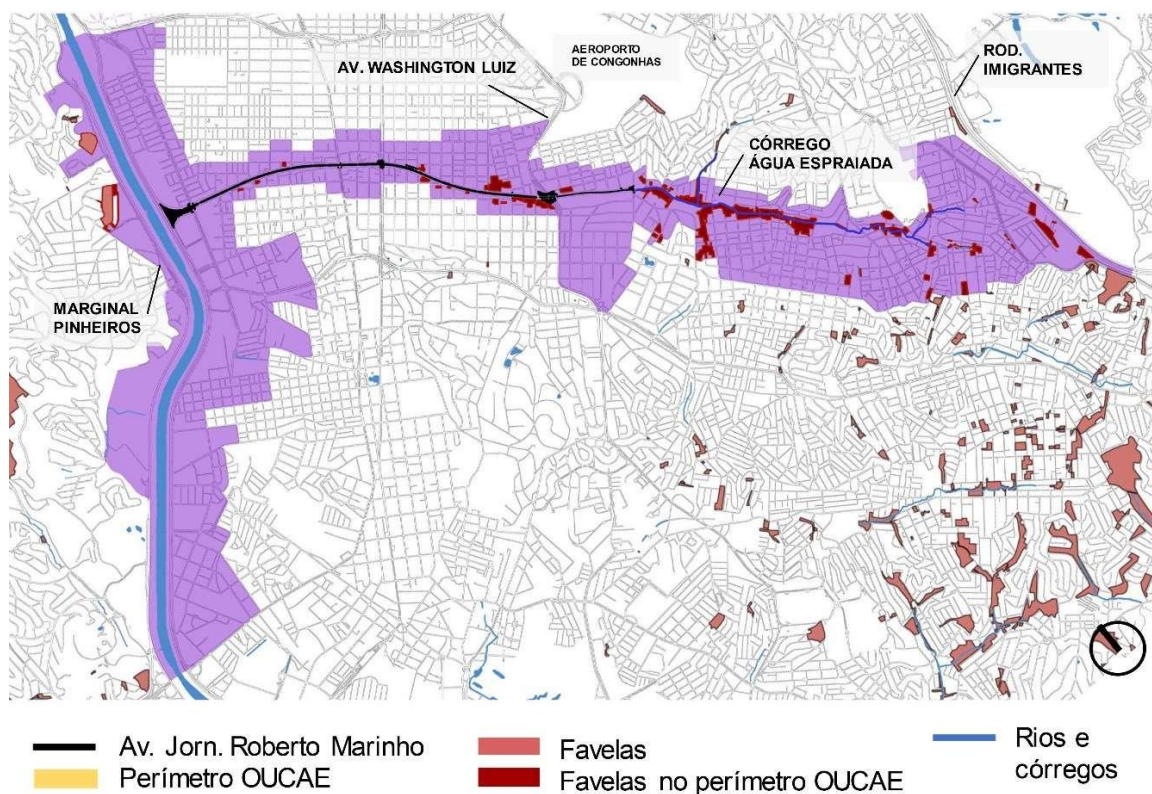 AEROPORTO
DE CONGONHAS
AV. WASHINGTON LUIZ
ROD.
IMIGRANTES
CÓRREGO
ÁGUA ESPRAIADA
MARGINAL
PINHEIROS
Av. Jorn. Roberto Marinho
Perímetro OUCAE
Favelas
Favelas no perímetro OUCAE
Rios e
córregos